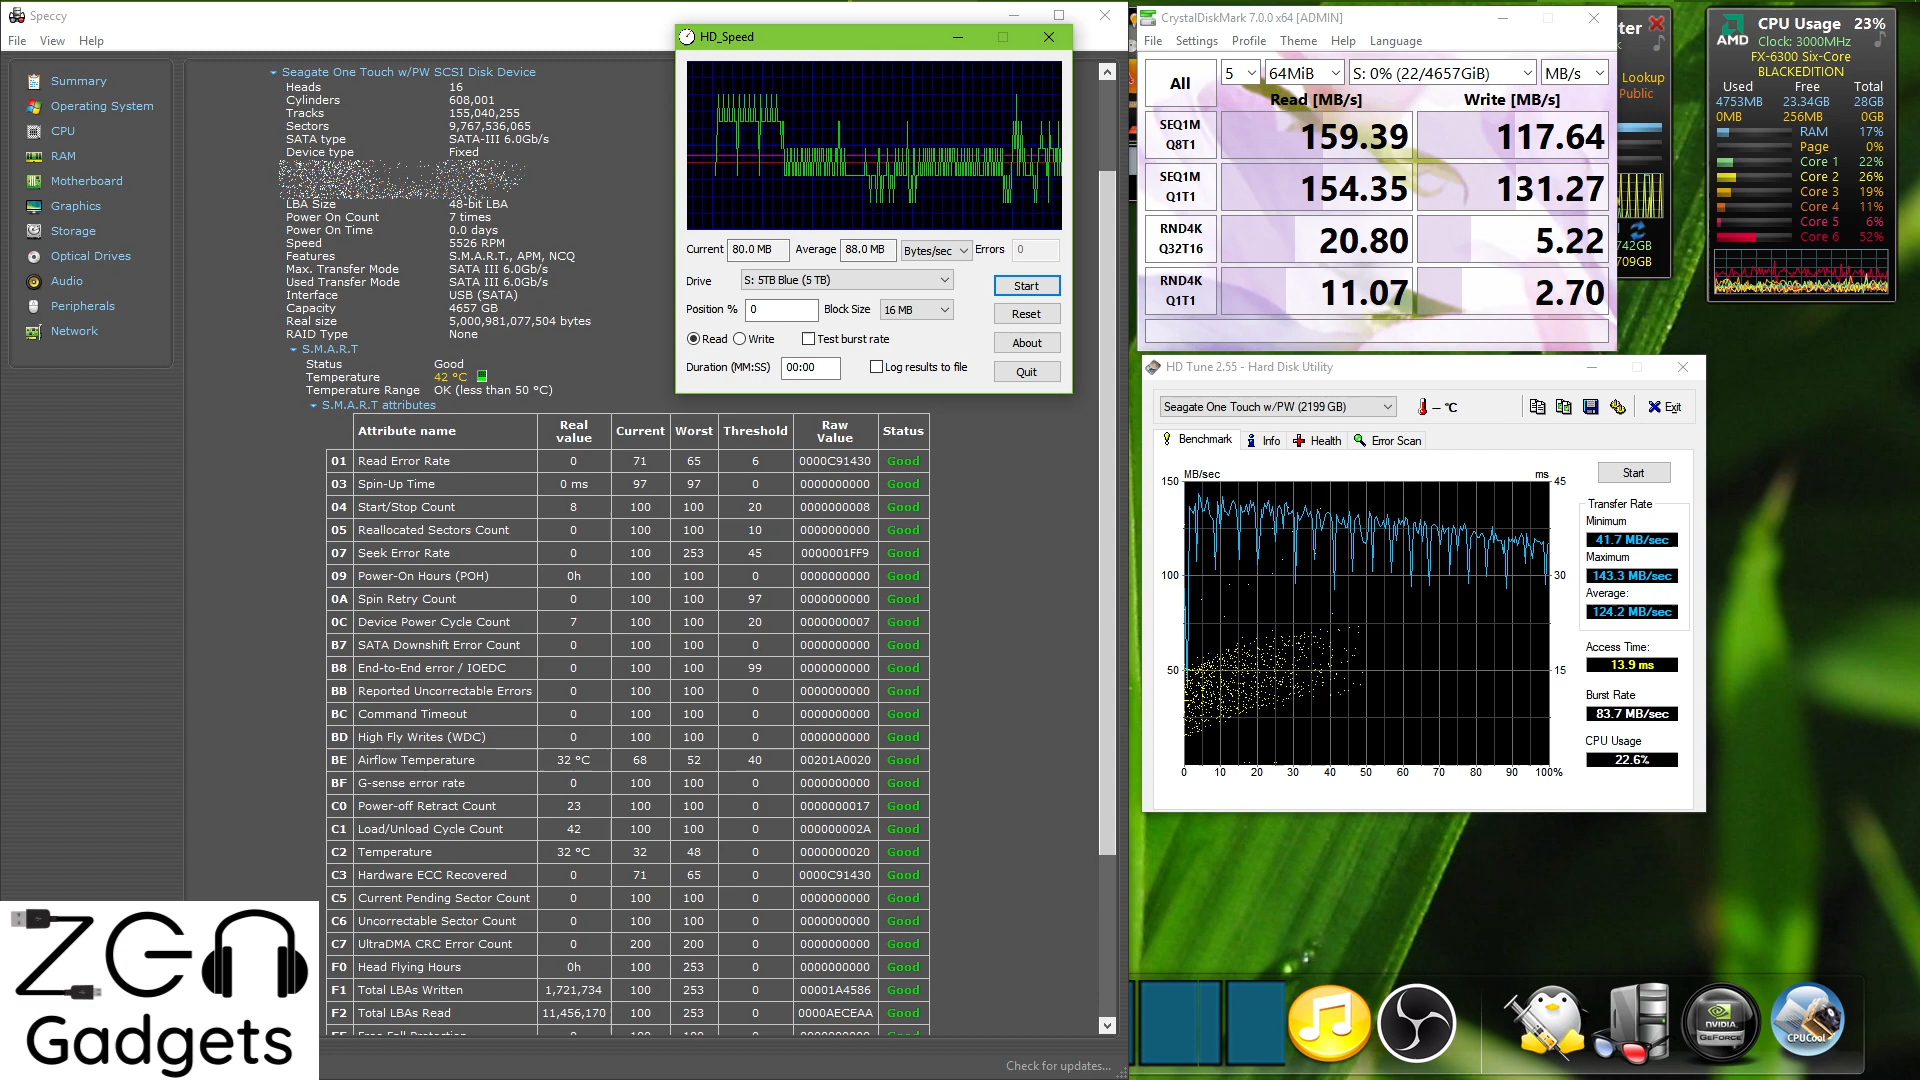 Speccy
File View Help
Summary
Operating System
CPU
RAM
Motherboard
Graphics
Storage
Optical Drives
Audio
Peripherals
Network
Seagate One Touch w/PW SCSI Disk Device
Heads 16
Cylinders 608,001
Tracks 155,040,255
Sectors 9,767,536,065
SATA type SATA-III 6.0Gb/s
Device type Fixed
LBA Size 48-bit LBA
Power On Count 7 times
Power On Time 0.0 days
Speed 5526 RPM
Features S.M.A.R.T., APM, NCQ
Max. Transfer Mode SATA III 6.0Gb/s
Used Transfer Mode SATA III 6.0Gb/s
Interface USB (SATA)
Capacity 4657 GB
Real size 5,000,981,077,504 bytes
RAID Type None
S.M.A.R.T
Status Good
Temperature 42 °C
Temperature Range OK (less than 50 °C)
S.M.A.R.T attributes
Attribute name Real value Current Worst Threshold Raw Value Status
01 Read Error Rate 0 71 65 6 0000C91430 Good
03 Spin-Up Time 0 ms 97 97 0 0000000000 Good
04 Start/Stop Count 8 100 100 20 0000000008 Good
05 Reallocated Sectors Count 0 100 100 10 0000000000 Good
07 Seek Error Rate 0 100 253 45 0000001FF9 Good
09 Power-On Hours (POH) 0h 100 100 0 0000000000 Good
0A Spin Retry Count 0 100 100 97 0000000000 Good
0C Device Power Cycle Count 7 100 100 20 0000000007 Good
B7 SATA Downshift Error Count 0 100 100 0 0000000000 Good
B8 End-to-End error / IOEDC 0 100 100 99 0000000000 Good
BB Reported Uncorrectable Errors 0 100 100 0 0000000000 Good
BC Command Timeout 0 100 100 0 0000000000 Good
BD High Fly Writes (WDC) 0 100 100 0 0000000000 Good
BE Airflow Temperature 32 °C 68 52 40 00201A0020 Good
BF G-sense error rate 0 100 100 0 0000000000 Good
C0 Power-off Retract Count 23 100 100 0 0000000017 Good
C1 Load/Unload Cycle Count 42 100 100 0 000000002A Good
C2 Temperature 32 °C 32 48 0 0000000020 Good
C3 Hardware ECC Recovered 0 71 65 0 0000C91430 Good
C5 Current Pending Sector Count 0 100 100 0 0000000000 Good
C6 Uncorrectable Sector Count 0 100 100 0 0000000000 Good
C7 UltraDMA CRC Error Count 0 200 200 0 0000000000 Good
F0 Head Flying Hours 0h 100 253 0 0000000000 Good
F1 Total LBAs Written 1,721,734 100 253 0 00001A4586 Good
F2 Total LBAs Read 11,456,170 100 253 0 0000AECEAA Good
Check for updates...
ZGA
Gadgets
HD_Speed
Current 80.0 MB Average 88.0 MB Bytes/sec Errors 0
Drive S: 5TB Blue (5 TB) Start
Position % 0 Block Size 16 MB Reset
Read Write Test burst rate About
Duration (MM:SS) 00:00 Log results to file Quit
CrystalDiskMark 7.0.0 x64 [ADMIN]
File Settings Profile Theme Help Language
All 5 64MiB S: 0% (22/4657GiB) MB/s
Read [MB/s] Write [MB/s]
SEQ1M Q8T1 159.39 117.64
SEQ1M Q1T1 154.35 131.27
RND4K Q32T16 20.80 5.22
RND4K Q1T1 11.07 2.70
ter
Lookup
Public
742GB
709GB
HD Tune 2.55 - Hard Disk Utility
Seagate One Touch w/PW (2199 GB) – °C Exit
Benchmark Info Health Error Scan
MB/sec ms
150 45
100 30
50 15
0 10 20 30 40 50 60 70 80 90 100%
Start
Transfer Rate
Minimum
41.7 MB/sec
Maximum
143.3 MB/sec
Average:
124.2 MB/sec
Access Time:
13.9 ms
Burst Rate
83.7 MB/sec
CPU Usage
22.6%
AMD
CPU Usage 23%
Clock: 3000MHz
FX-6300 Six-Core
BLACKEDITION
Used Free Total
4753MB 23.34GB 28GB
0MB 256MB 0GB
RAM 17%
Page 0%
Core 1 22%
Core 2 26%
Core 3 19%
Core 4 11%
Core 5 6%
Core 6 52%
NVIDIA
GEFORCE
CPUCool